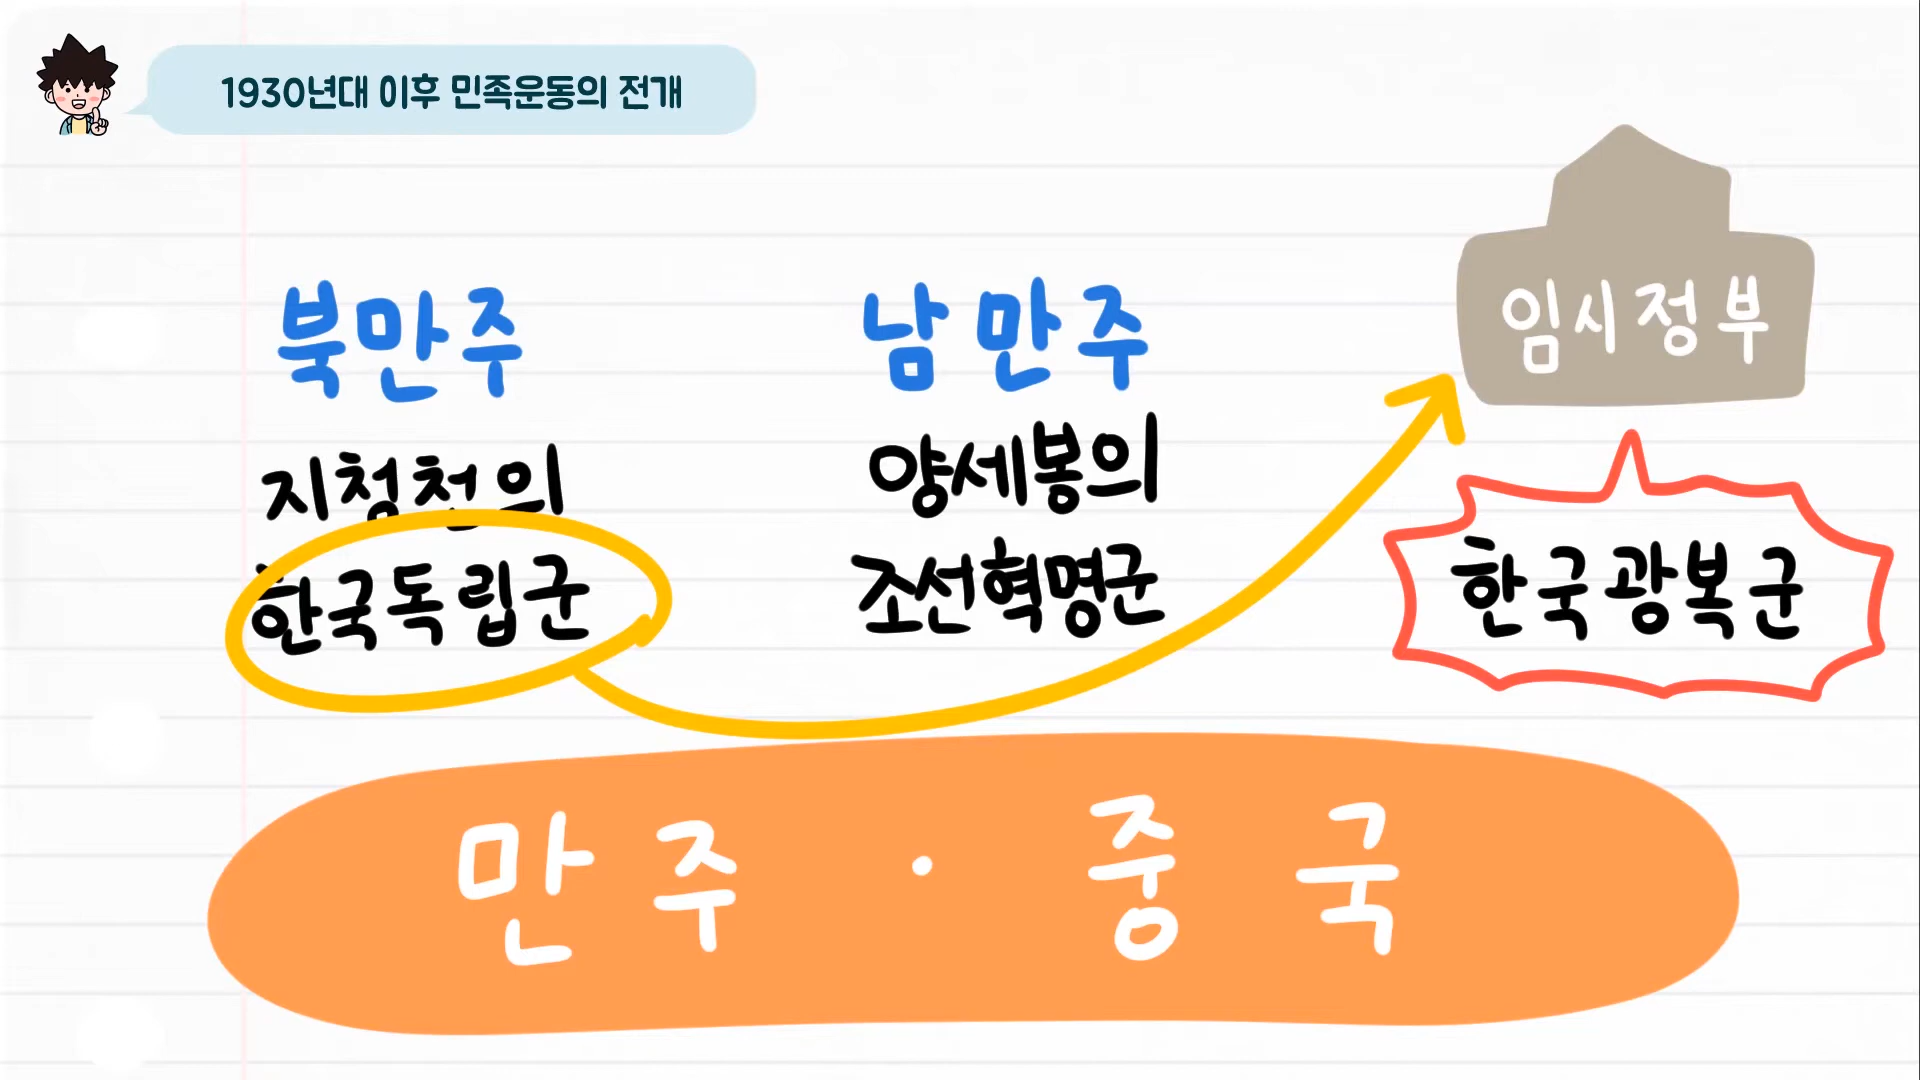 1930년대 이후 민족운동의 전개
북만주
지청천의
한국독립군
남만주
양세봉의
조선혁명군
임시정부
한국광복군
만주 · 중국